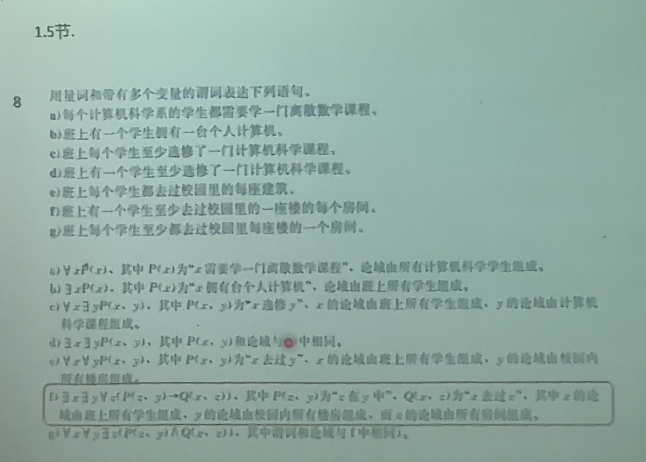 1.5节.
8 用量词和带有多个变量的谓词表达下列语句。
a)每个计算机科学系的学生都需要学一门离散数学课程。
b)班上有一个学生拥有一台个人计算机。
c)班上每个学生至少选修了一门计算机科学课程。
d)班上有一个学生至少选修了一门计算机科学课程。
e)班上每个学生都去过校园里的每座建筑。
f)班上有一个学生至少去过校园里的一座楼的每个房间。
g)班上每个学生至少都去过校园里每座楼的一个房间。
a) ∀xP(x)、其中 P(x)为“x需要学一门离散数学课程”、论域由所有计算机科学学生组成。
b) ∃xP(x)、其中 P(x)为“x拥有台个人计算机”、论域由班上所有学生组成。
c) ∀x∃yP(x、y)、其中 P(x、y)为“x选修y”、x的论域由班上所有学生组成、y的论域由计算机
科学课程组成。
d) ∃x∃yP(x、y)、其中 P(x、y)和论域与 中相同。
e) ∀x∀yP(x、y)、其中 P(x、y)为“x去过y”、x的论域由班上所有学生组成、y的论域由校园内
所有楼房组成。
f) ∃x∃y∀z(P(z、y)→Q(x、z))、其中 P(z、y)为“z在y中”、Q(x、z)为“x去过z”、其中x的论
域由班上所有学生组成、y的论域由校园内所有楼房组成、而z的论域由所有房间组成。
g) ∀x∀y∃z(P(z、y)∧Q(x、z))、其中谓词和论域与 f 中相同)。